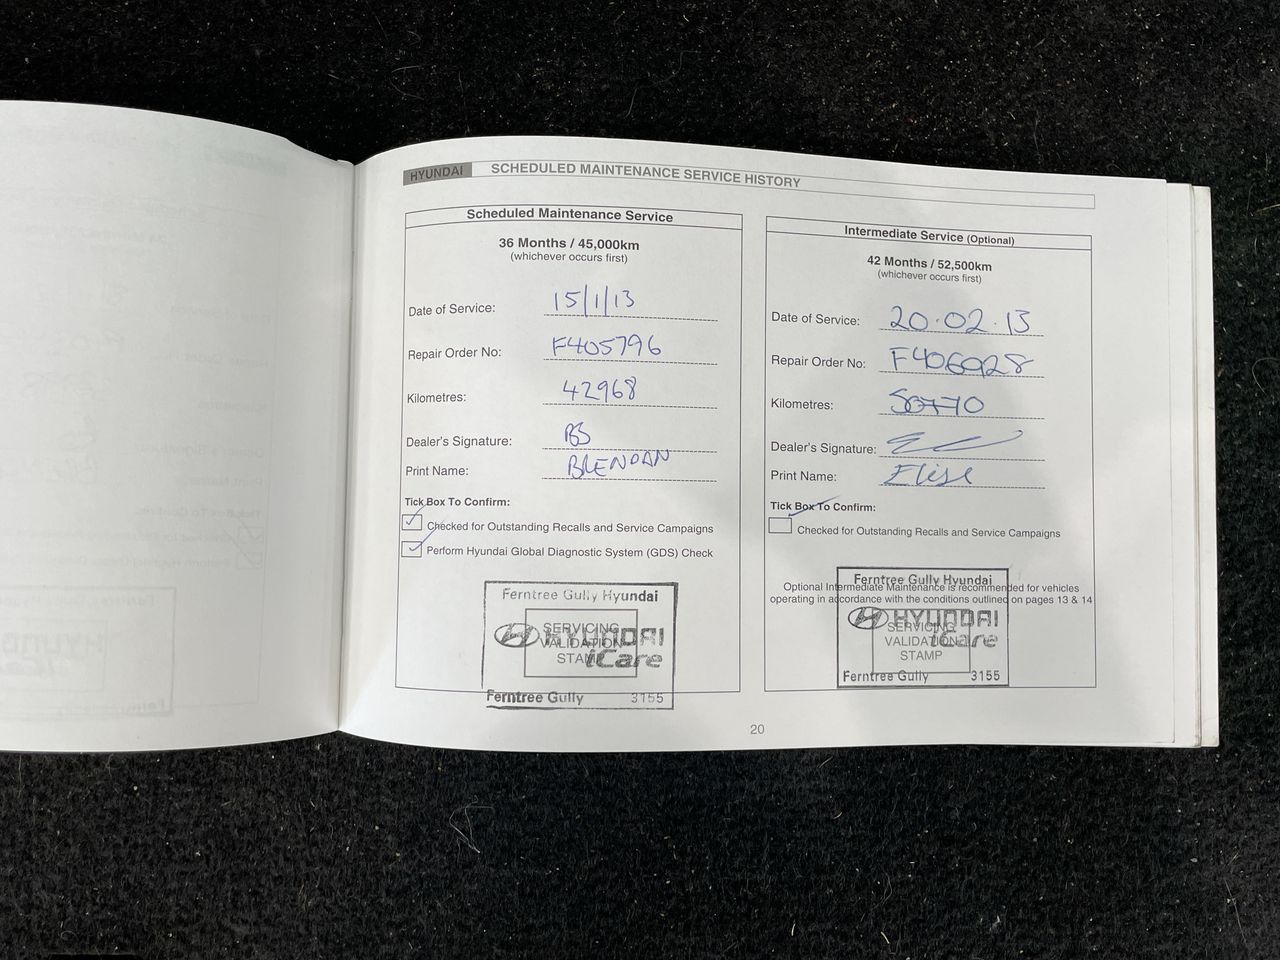 HYUNDAI SCHEDULED MAINTENANCE SERVICE HISTORY
Scheduled Maintenance Service
36 Months / 45,000km
(whichever occurs first)
Date of Service: 15/1/13
Repair Order No: F405796
Kilometres: 42968
Dealer's Signature: BS
Print Name: BRENDAN
Tick Box To Confirm:
Checked for Outstanding Recalls and Service Campaigns
Perform Hyundai Global Diagnostic System (GDS) Check
Ferntree Gully Hyundai
SERVICING
HYUNDAI
VALIDATION
iCare
STAMP
Ferntree Gully 3155
Intermediate Service (Optional)
42 Months / 52,500km
(whichever occurs first)
Date of Service: 20.02.13
Repair Order No: F406928
Kilometres: 50770
Dealer's Signature:
Print Name: Elise
Tick Box To Confirm:
Checked for Outstanding Recalls and Service Campaigns
Optional Intermediate Maintenance is recommended for vehicles
operating in accordance with the conditions outlined on pages 13 & 14
Ferntree Gully Hyundai
HYUNDAI
SERVICING
iCare
VALIDATION
STAMP
Ferntree Gully 3155
20